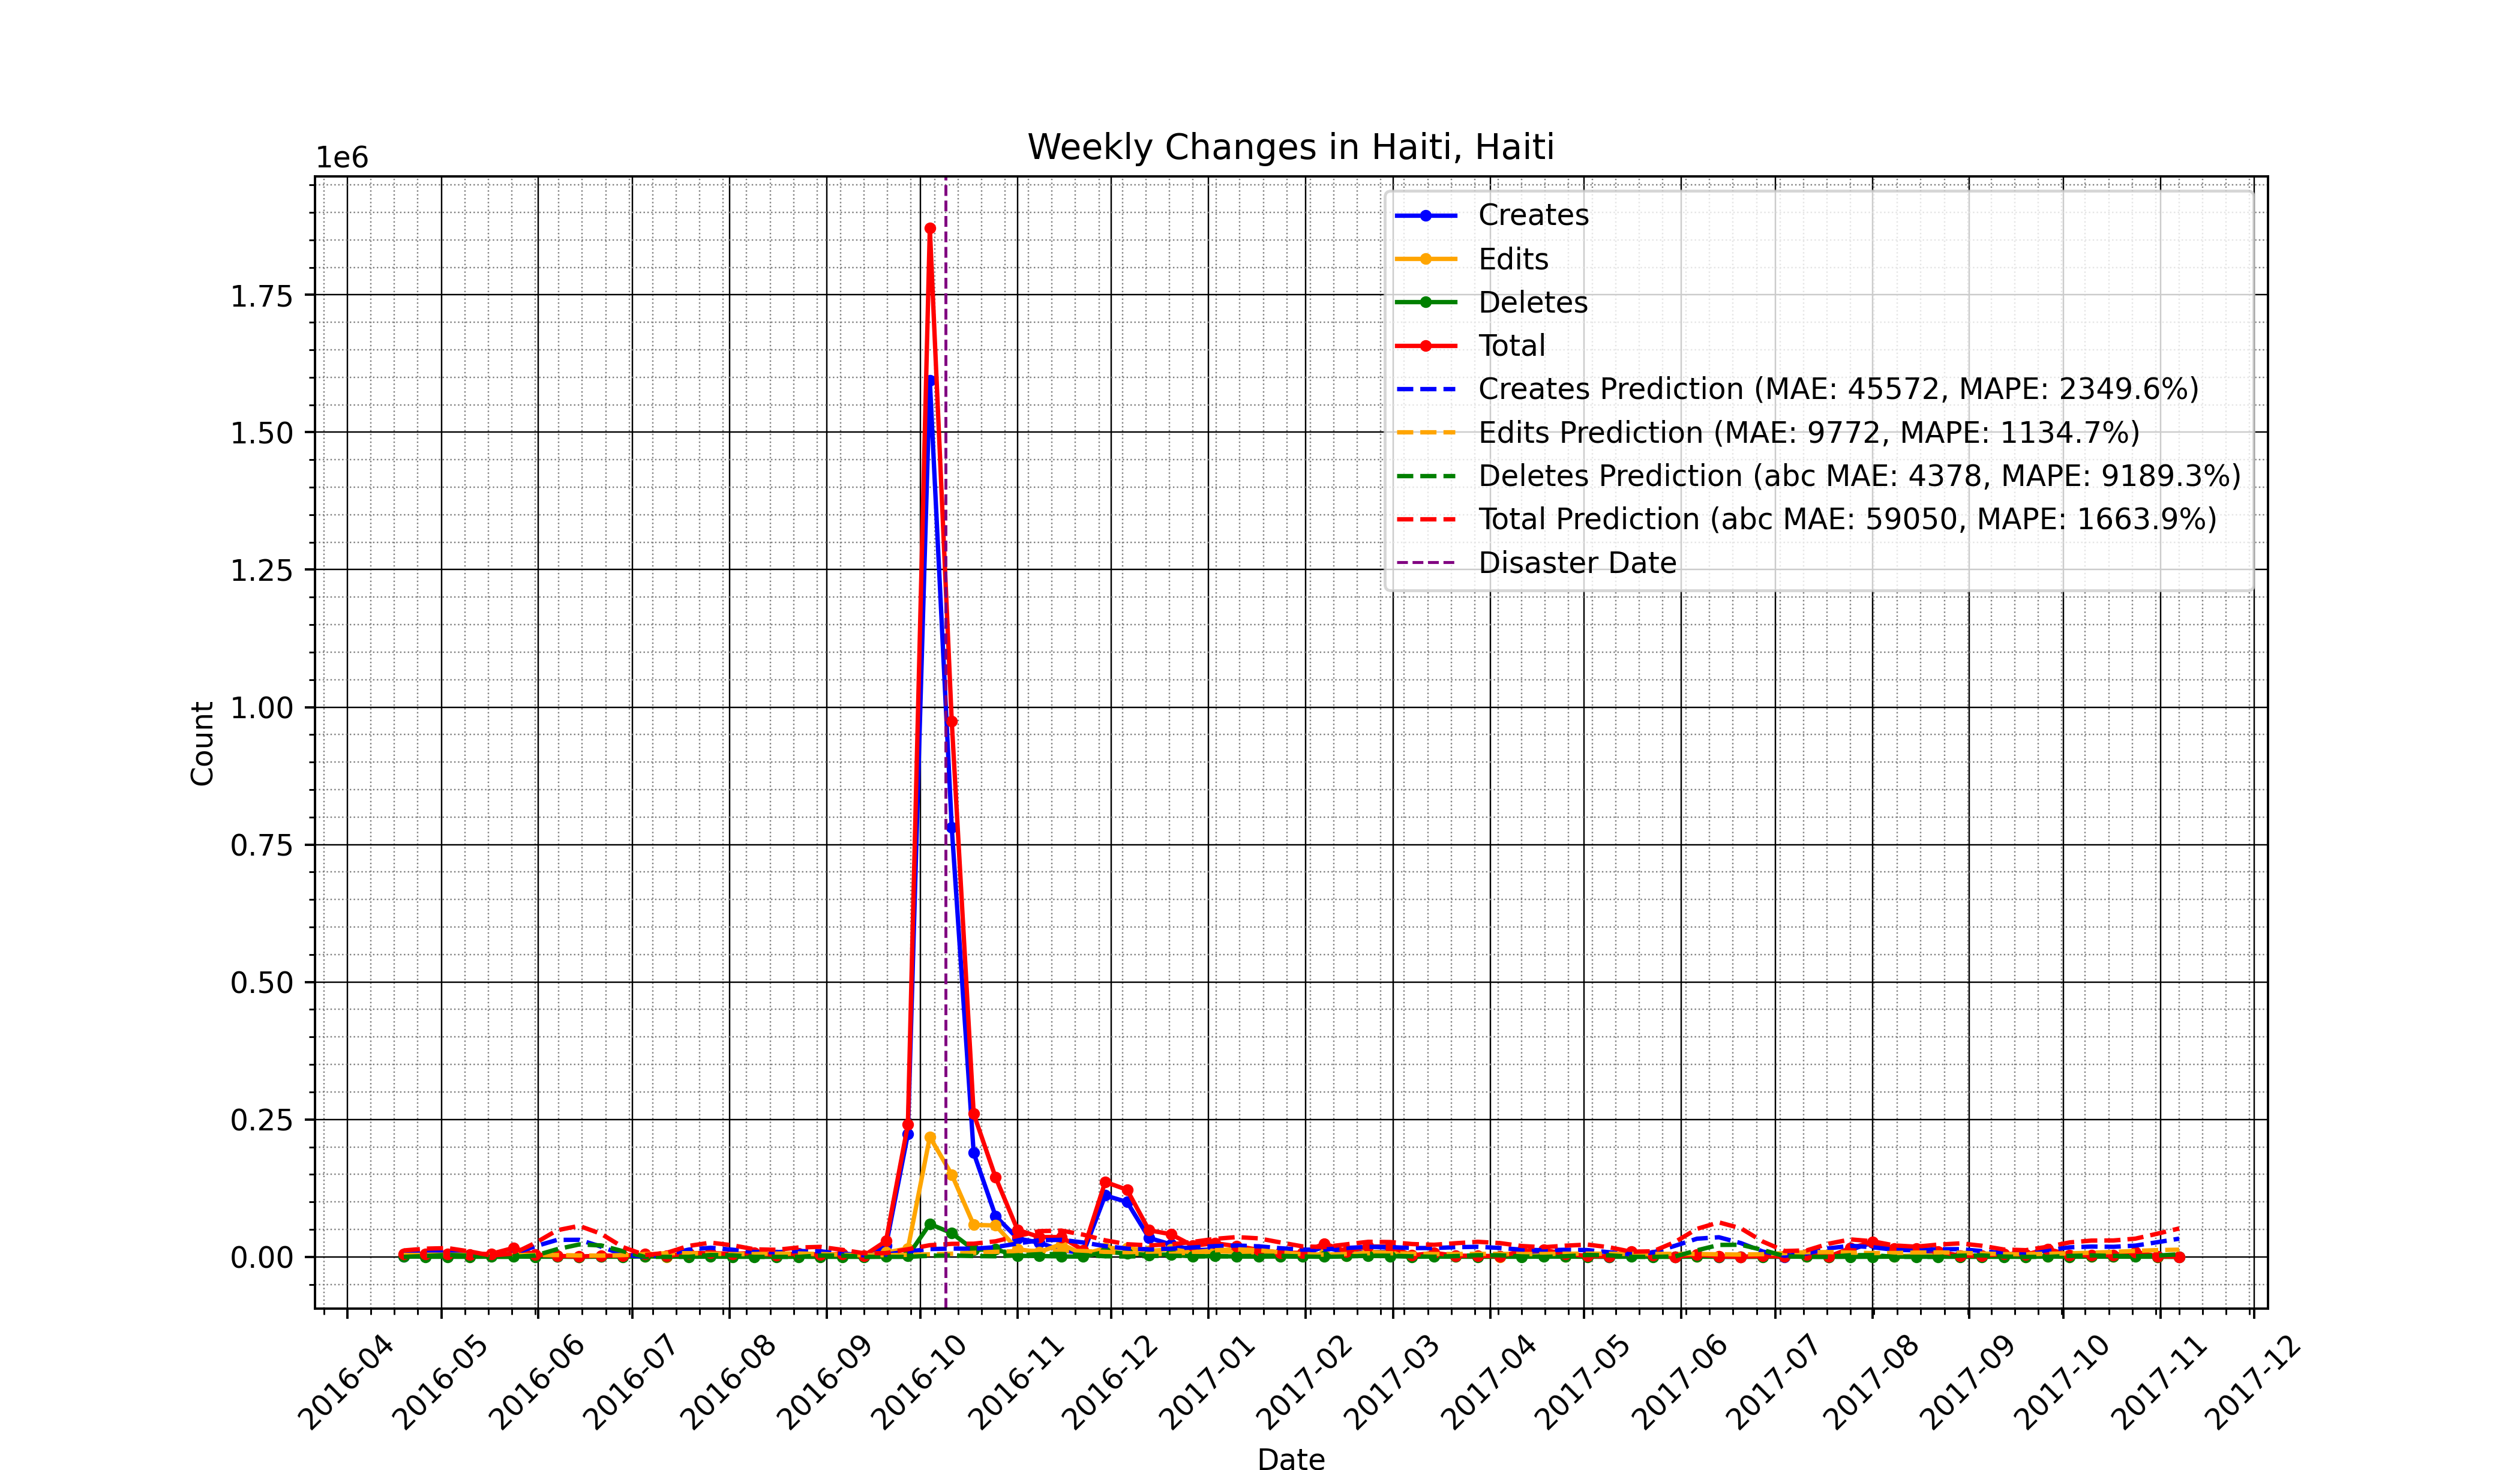 Weekly Changes in Haiti, Haiti
1e6
Creates
Edits
Deletes
Total
Creates Prediction (MAE: 45572, MAPE: 2349.6%)
Edits Prediction (MAE: 9772, MAPE: 1134.7%)
Deletes Prediction (abc MAE: 4378, MAPE: 9189.3%)
Total Prediction (abc MAE: 59050, MAPE: 1663.9%)
Disaster Date
Count
1.75
1.50
1.25
1.00
0.75
0.50
0.25
0.00
2016-04
2016-05
2016-06
2016-07
2016-08
2016-09
2016-10
2016-11
2016-12
2017-01
2017-02
2017-03
2017-04
2017-05
2017-06
2017-07
2017-08
2017-09
2017-10
2017-11
2017-12
Date